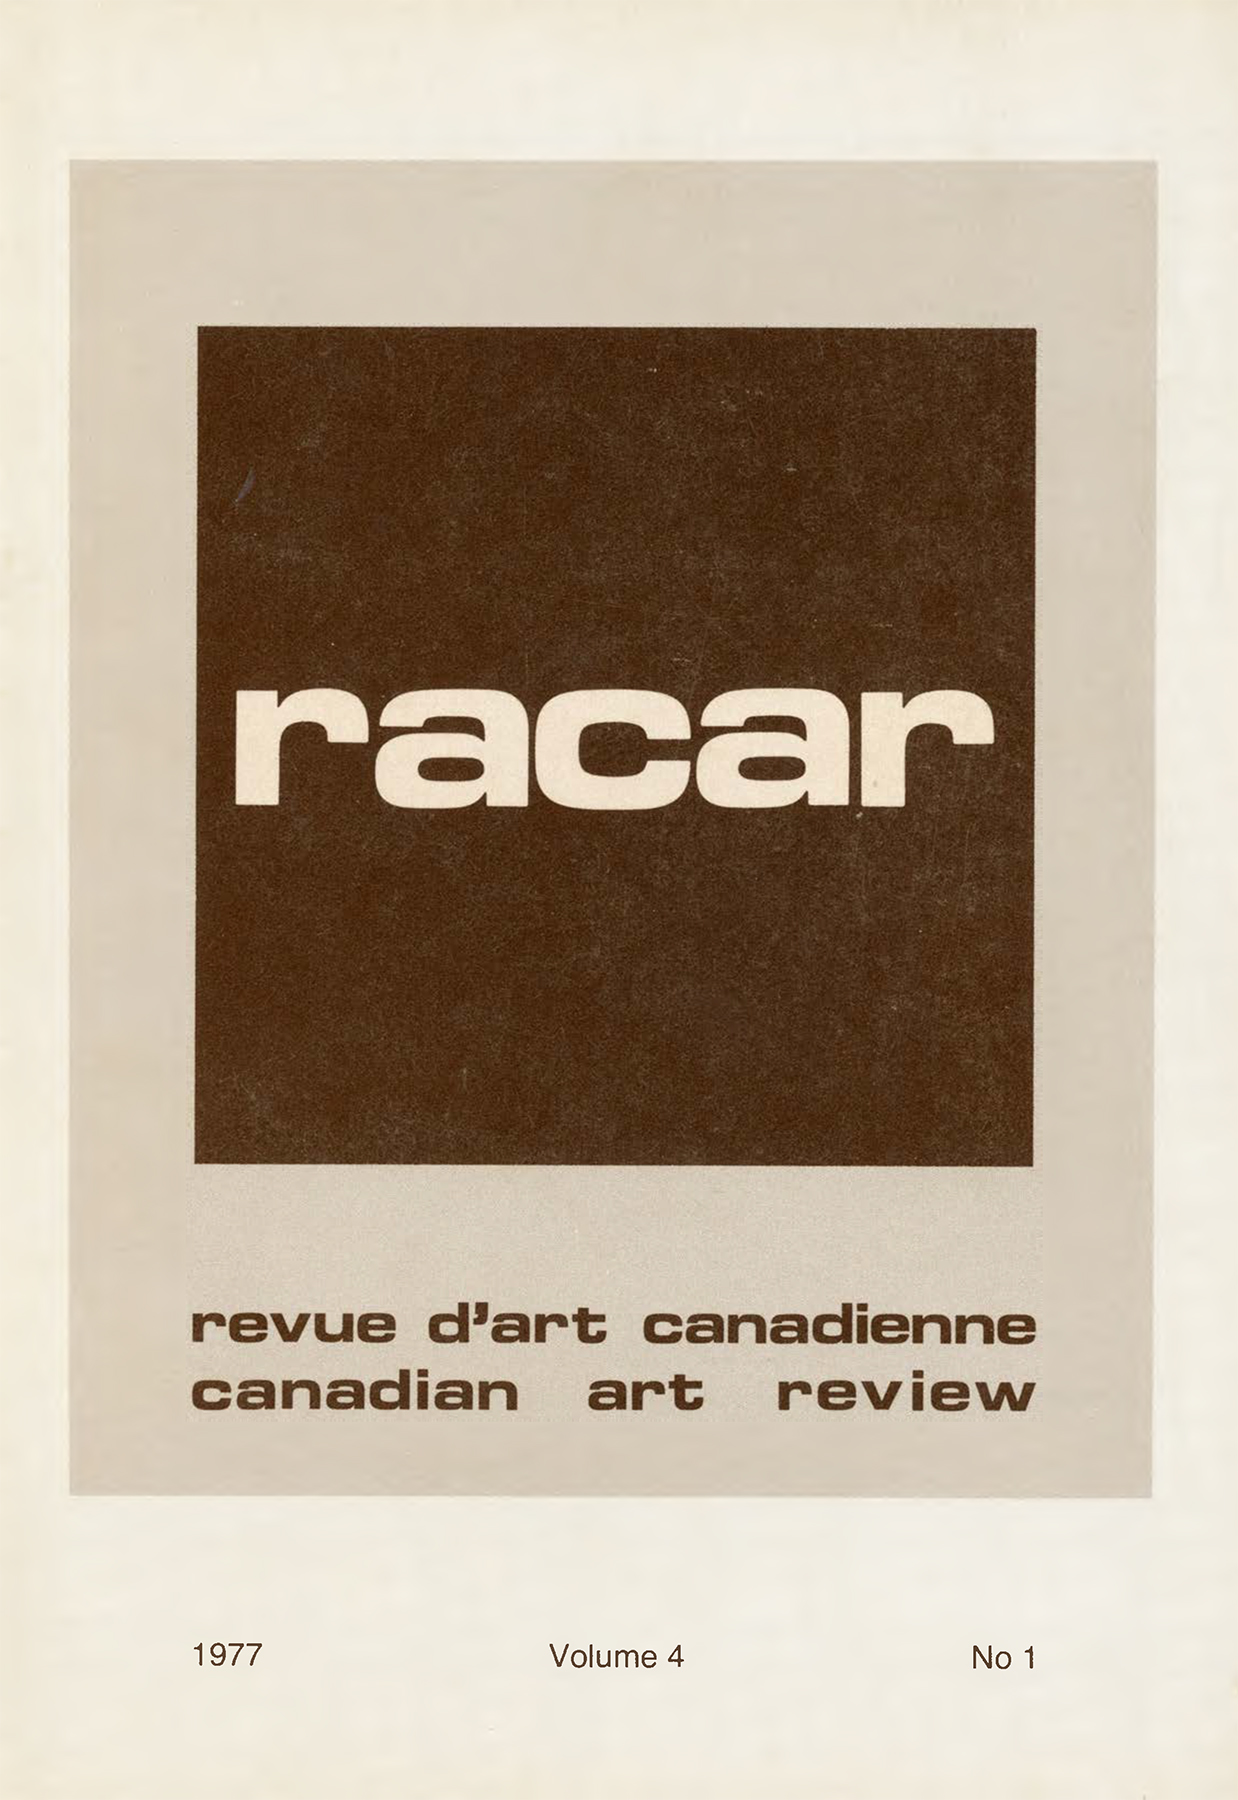 racar
revue d'art canadienne
canadian art review
1977 Volume 4 No 1